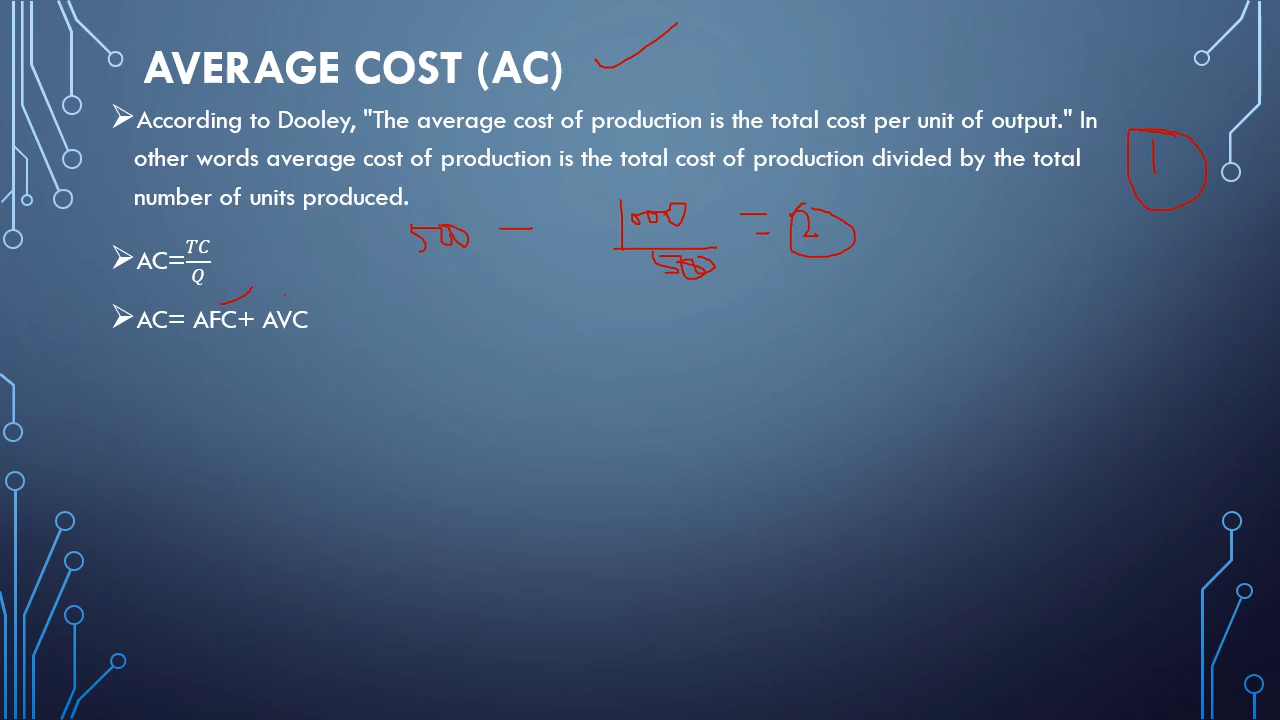 AVERAGE COST (AC)
➢According to Dooley, "The average cost of production is the total cost per unit of output." In
other words average cost of production is the total cost of production divided by the total
number of units produced.
1
500 — 1000/500 = 2
➢AC=TC/Q
➢AC= AFC+ AVC